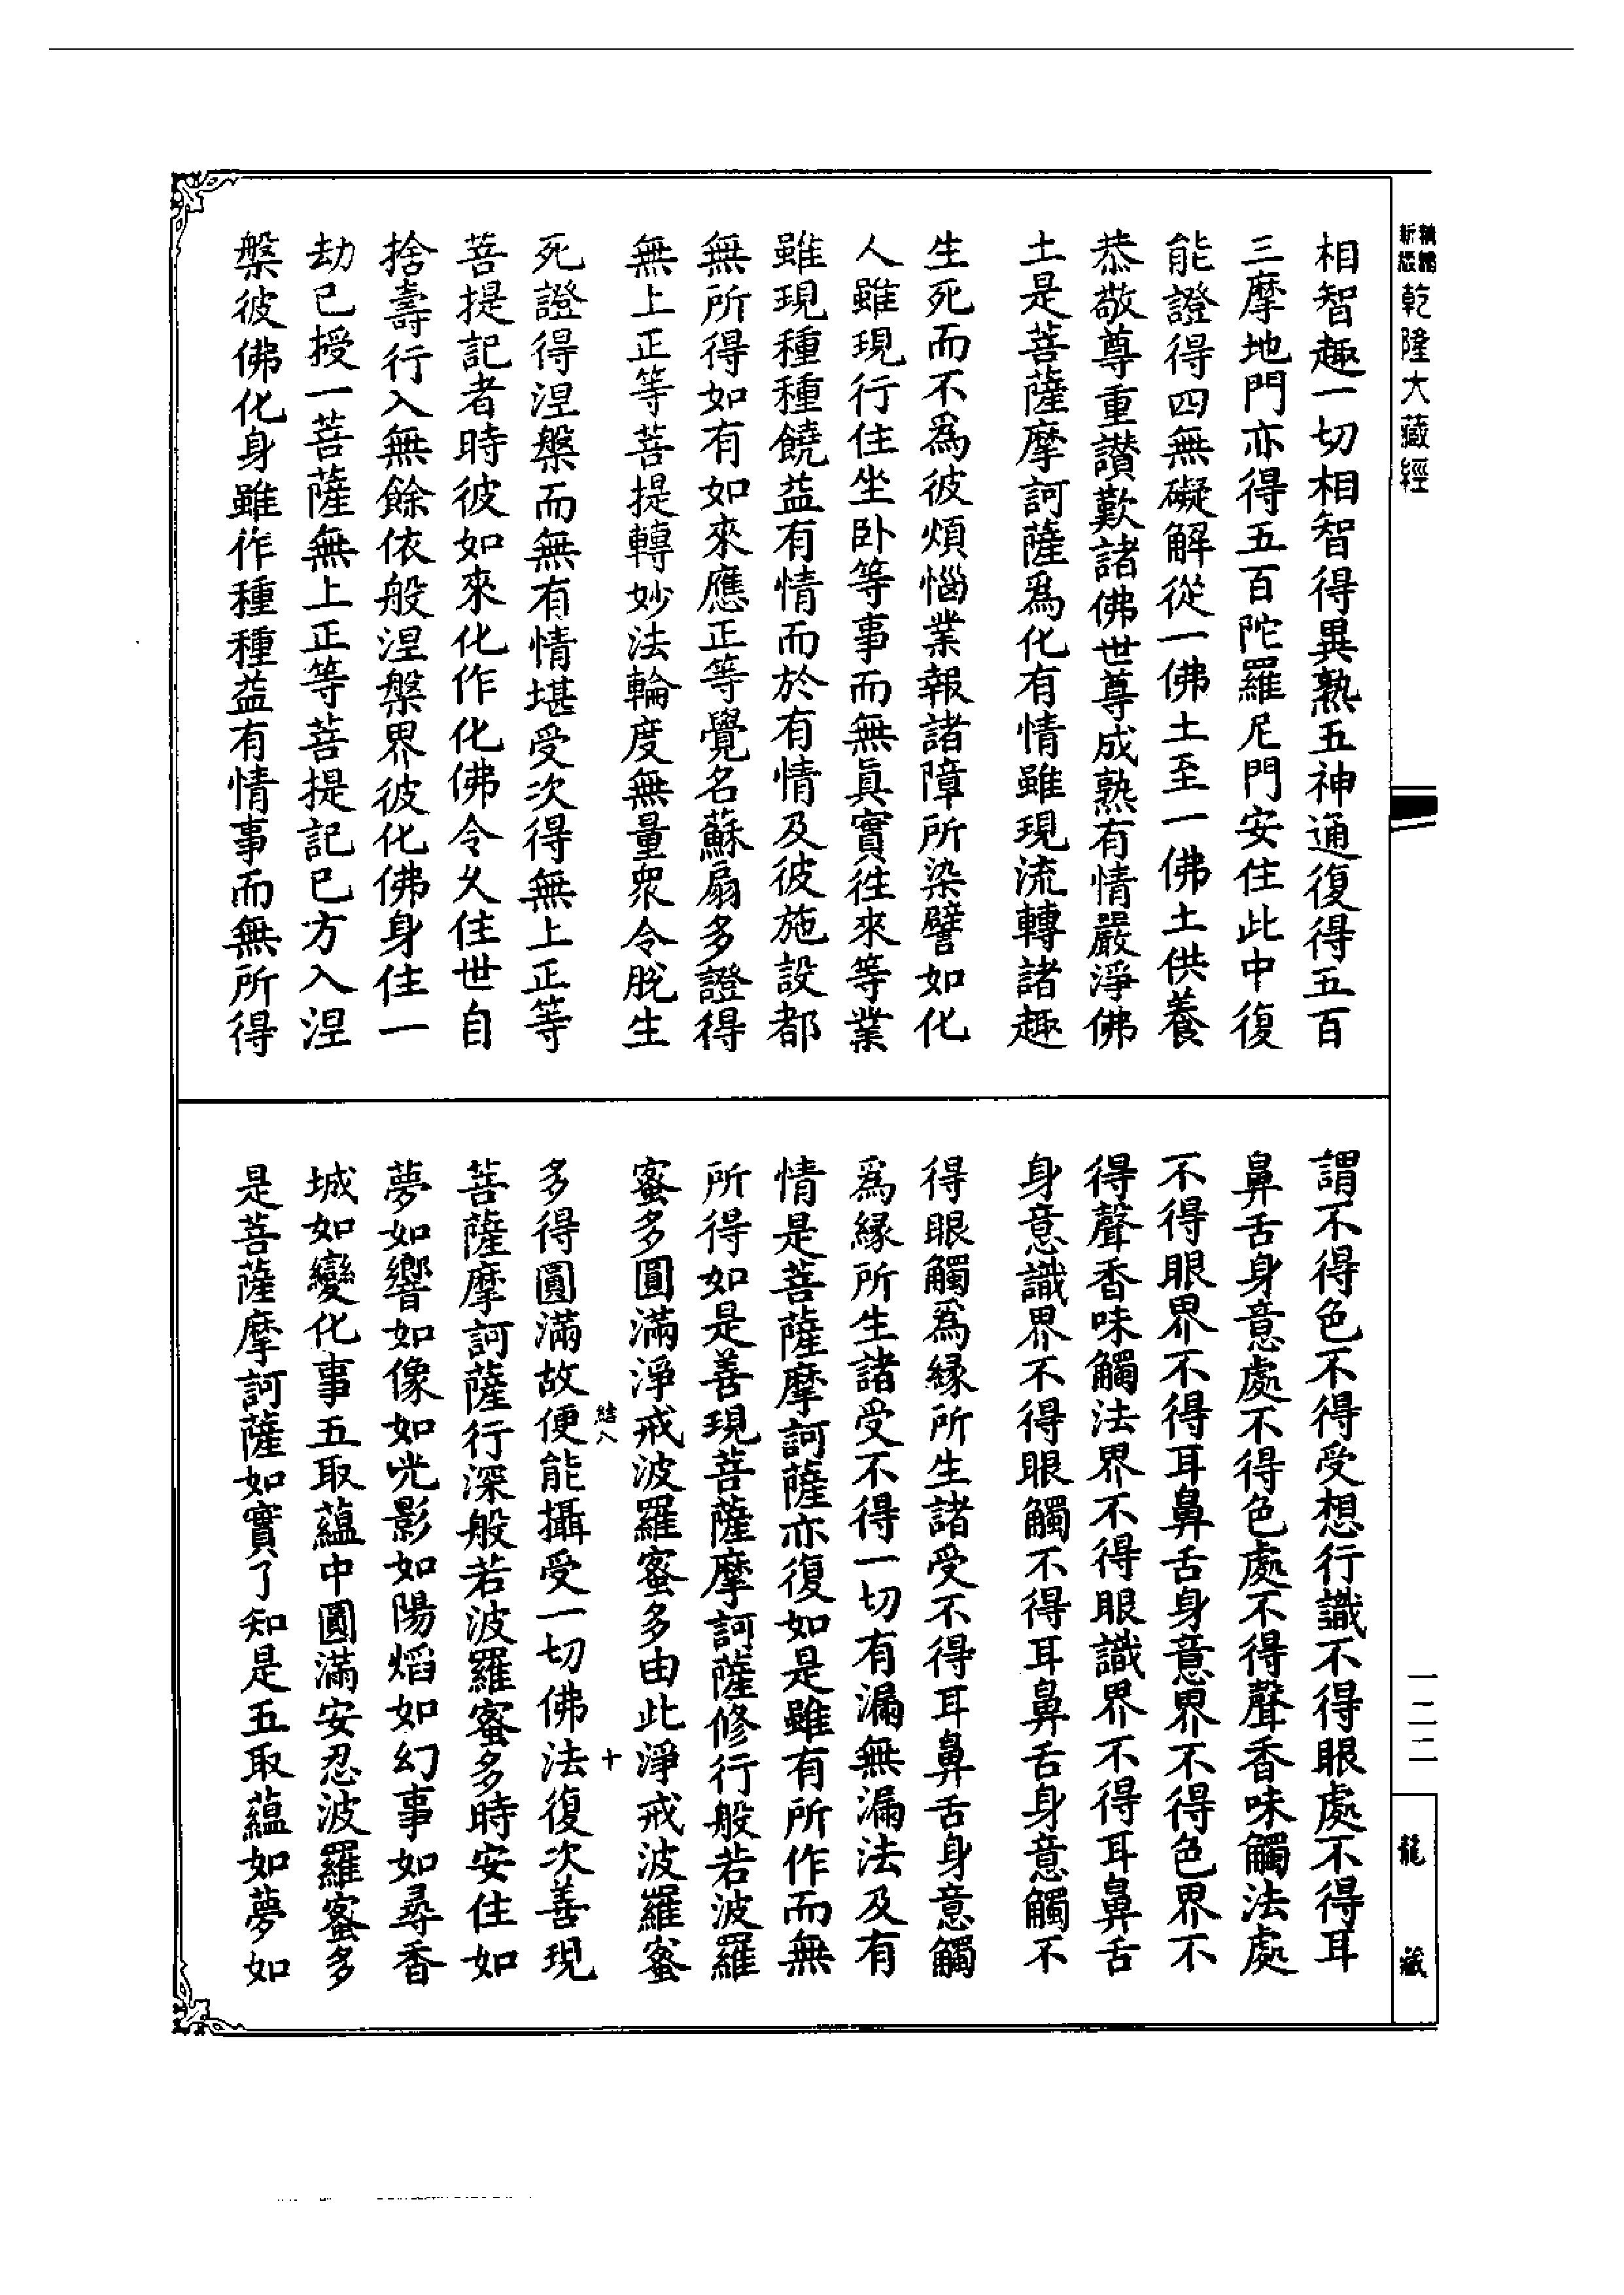 乾隆大藏經
相智趣一切相智得異熟五神通復得五百
三摩地門亦得五百陀羅尼門安住此中復
能證得四無礙解從一佛土至一佛土供養
恭敬尊重讚歎諸佛世尊成熟有情嚴淨佛
土是菩薩摩訶薩爲化有情雖現流轉諸趣
生死而不爲彼煩惱業報諸障所染譬如化
人雖現行住坐卧等事而無眞實往來等業
雖現種種饒益有情而於有情及彼施設都
無所得如有如來應正等覺名蘇扇多證得
無上正等菩提轉妙法輪度無量衆令脫生
死證得涅槃而無有情堪受次得無上正等
菩提記者時彼如來化作化佛令久住世自
捨壽行入無餘依般涅槃界彼化佛身住一
劫已授一菩薩無上正等菩提記已方入涅
槃彼佛化身雖作種種益有情事而無所得
謂不得色不得受想行識不得眼處不得耳
鼻舌身意處不得色處不得聲香味觸法處
不得眼界不得耳鼻舌身意界不得色界不
得聲香味觸法界不得眼識界不得耳鼻舌
身意識界不得眼觸不得耳鼻舌身意觸不
得眼觸爲緣所生諸受不得耳鼻舌身意觸
爲緣所生諸受不得一切有漏無漏法及有
情是菩薩摩訶薩亦復如是雖有所作而無
所得如是善現菩薩摩訶薩修行般若波羅
蜜多圓滿淨戒波羅蜜多由此淨戒波羅蜜
結八
十
多得圓滿故便能攝受一切佛法復次善現
菩薩摩訶薩行深般若波羅蜜多時安住如
夢如響如像如光影如陽焰如幻事如尋香
城如變化事五取蘊中圓滿安忍波羅蜜多
是菩薩摩訶薩如實了知是五取蘊如夢如
一二二
龍藏